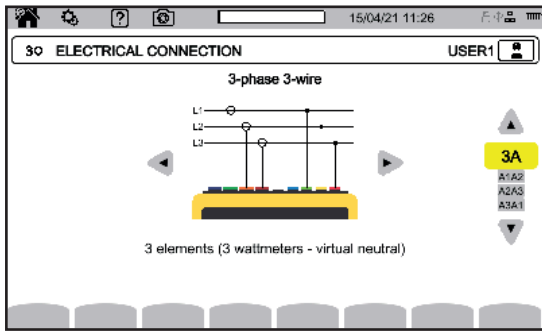 15/04/21 11:26
3Φ ELECTRICAL CONNECTION USER1
3-phase 3-wire
L1
L2
L3
3A
A1A2
A2A3
A3A1
3 elements (3 wattmeters - virtual neutral)